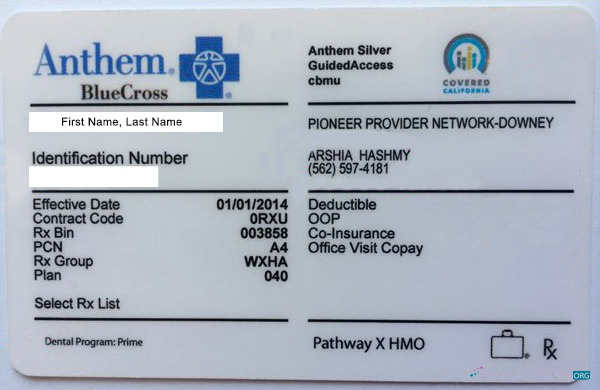 Anthem.
BlueCross
First Name, Last Name
Identification Number
Effective Date 01/01/2014
Contract Code 0RXU
Rx Bin 003858
PCN A4
Rx Group WXHA
Plan 040
Select Rx List
Dental Program: Prime
Anthem Silver
GuidedAccess
cbmu
COVERED
CALIFORNIA
PIONEER PROVIDER NETWORK-DOWNEY
ARSHIA HASHMY
(562) 597-4181
Deductible
OOP
Co-Insurance
Office Visit Copay
Pathway X HMO
Rx
ORG